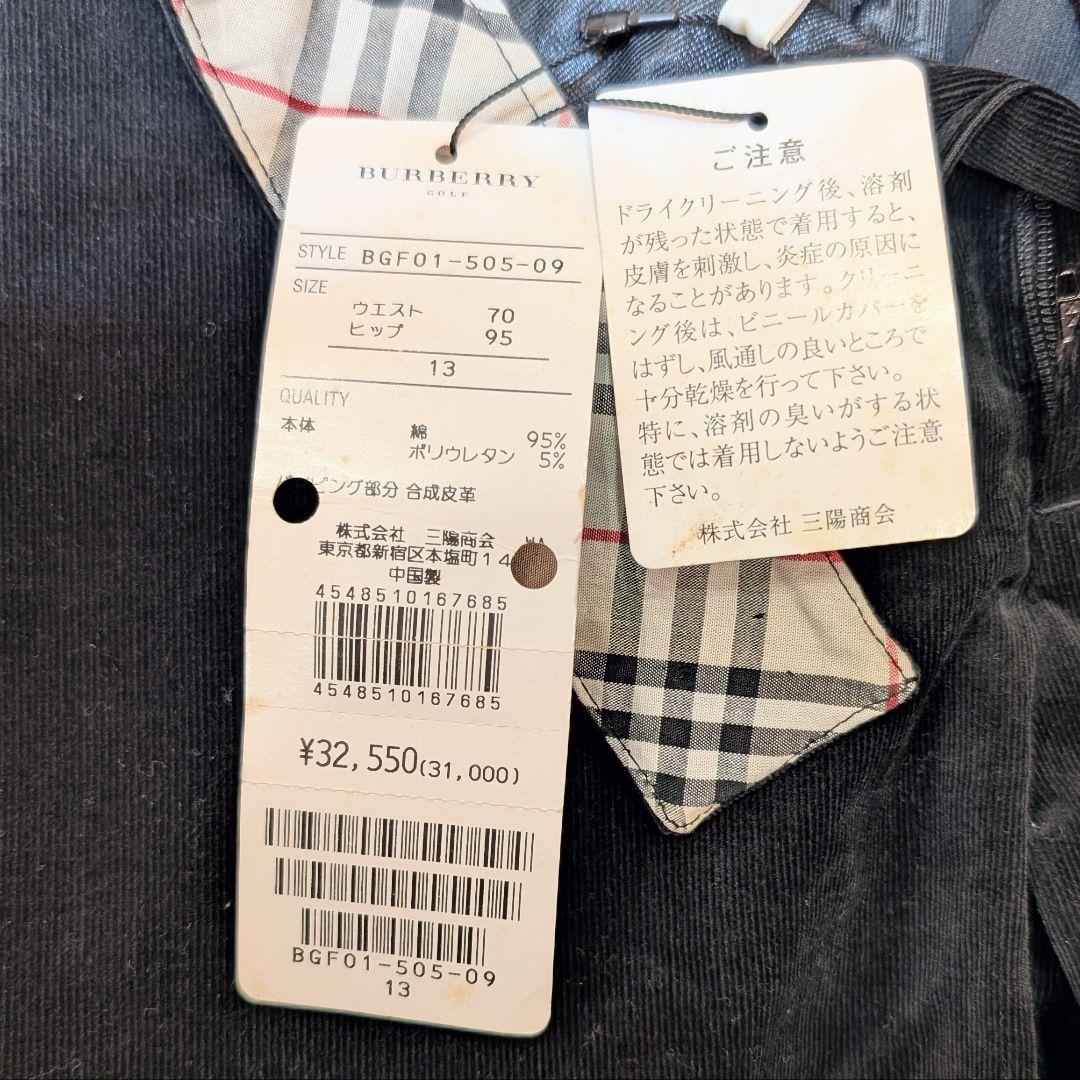 BURBERRY
GOLF
STYLE BGF01-505-09
SIZE
ウエスト 70
ヒップ 95
13
QUALITY
本体 綿 95%
ポリウレタン 5%
パイピング部分 合成皮革
株式会社 三陽商会 WA
東京都新宿区本塩町14
中国製
4548510167685
4548510167685
¥32,550(31,000)
BGF01-505-09
13
ご注意
ドライクリーニング後、溶剤
が残った状態で着用すると、
皮膚を刺激し、炎症の原因に
なることがあります。クリーニ
ング後は、ビニールカバーを
はずし、風通しの良いところで
十分乾燥を行って下さい。
特に、溶剤の臭いがする状
態では着用しないようご注意
下さい。
株式会社 三陽商会